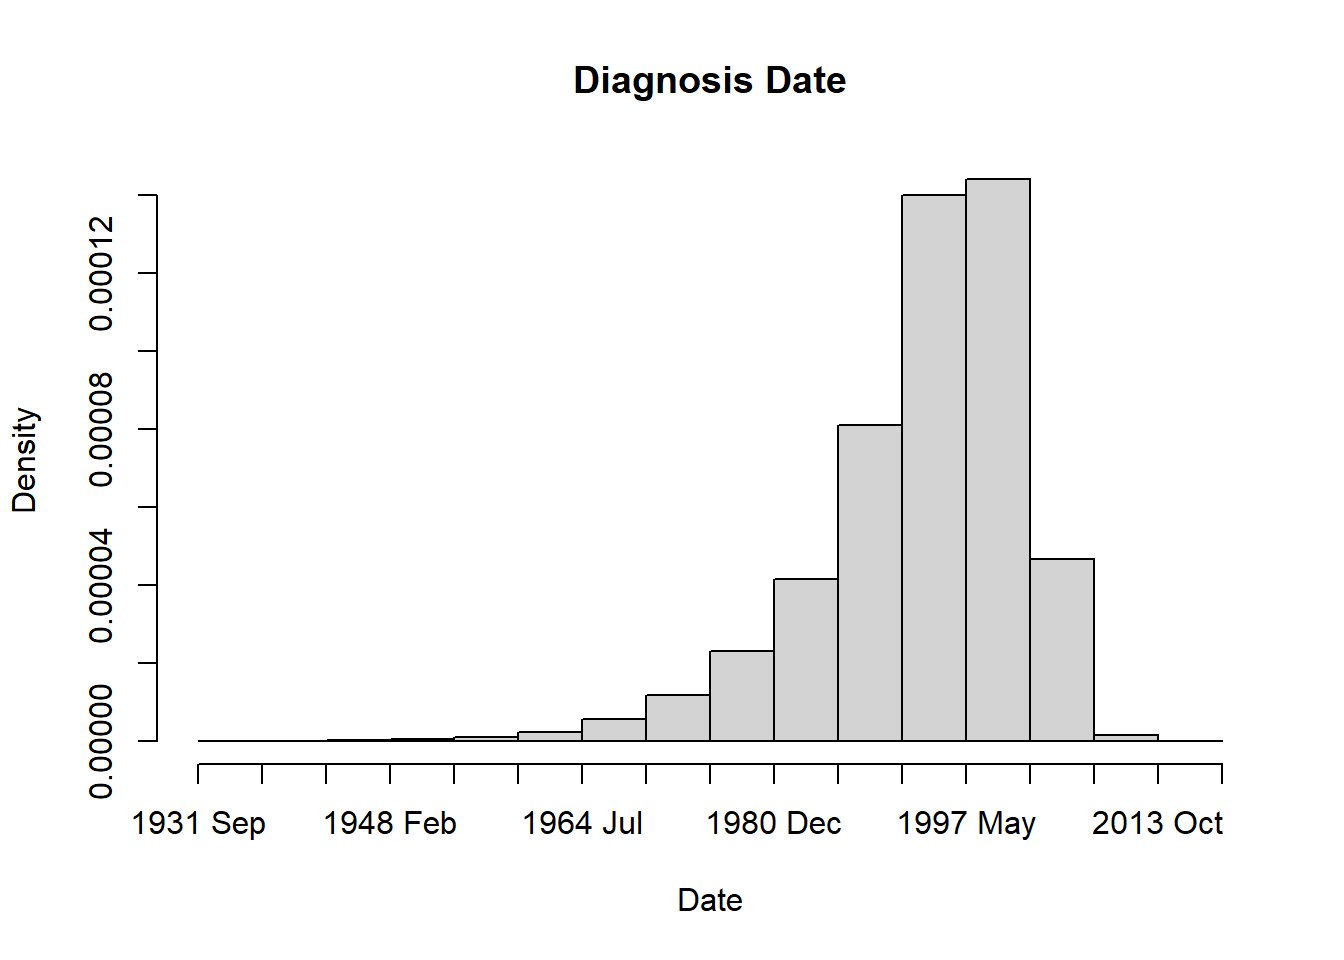 Diagnosis Date
Density
0.00012
0.00008
0.00004
0.00000
1931 Sep 1948 Feb 1964 Jul 1980 Dec 1997 May 2013 Oct
Date